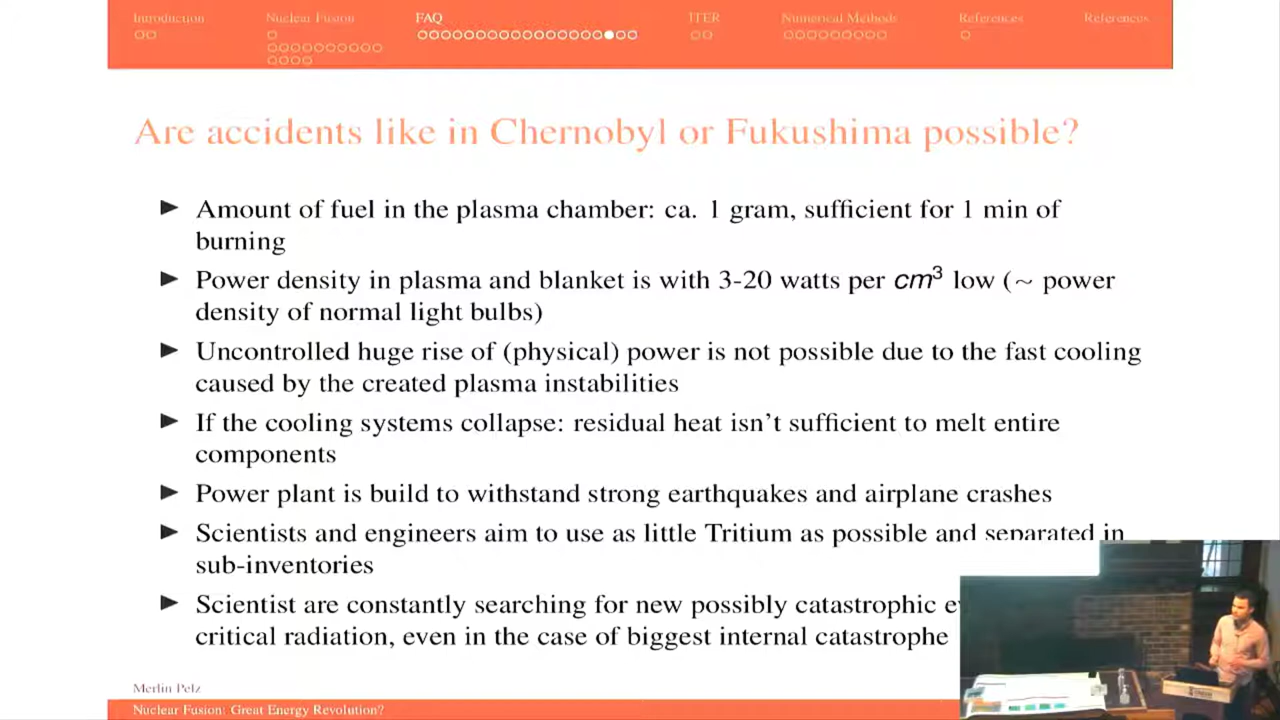 Introduction
Nuclear Fusion
FAQ
ITER
Numerical Methods
References
References
Are accidents like in Chernobyl or Fukushima possible?
Amount of fuel in the plasma chamber: ca. 1 gram, sufficient for 1 min of
burning
Power density in plasma and blanket is with 3-20 watts per cm³ low (∼ power
density of normal light bulbs)
Uncontrolled huge rise of (physical) power is not possible due to the fast cooling
caused by the created plasma instabilities
If the cooling systems collapse: residual heat isn't sufficient to melt entire
components
Power plant is build to withstand strong earthquakes and airplane crashes
Scientists and engineers aim to use as little Tritium as possible and separated in
sub-inventories
Scientist are constantly searching for new possibly catastrophic
critical radiation, even in the case of biggest internal catastrophe
Merlin Pelz
Nuclear Fusion: Great Energy Revolution?